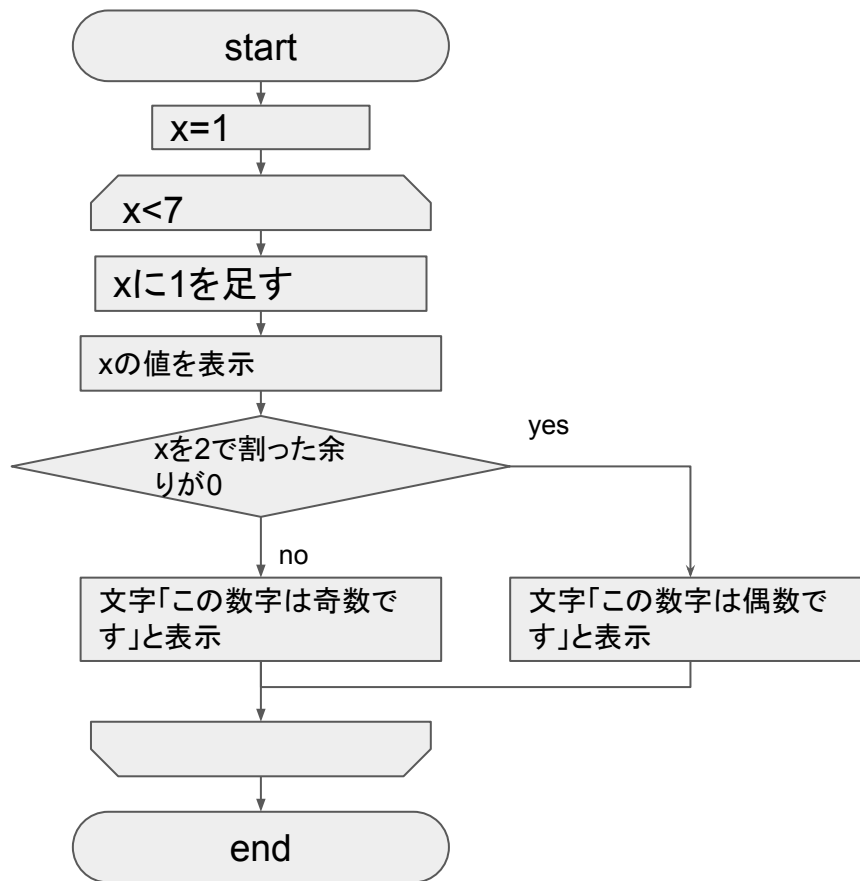 start
x=1
x<7
xに1を足す
xの値を表示
xを2で割った余
りが0
yes
no
文字「この数字は奇数で
す」と表示
文字「この数字は偶数で
す」と表示
end